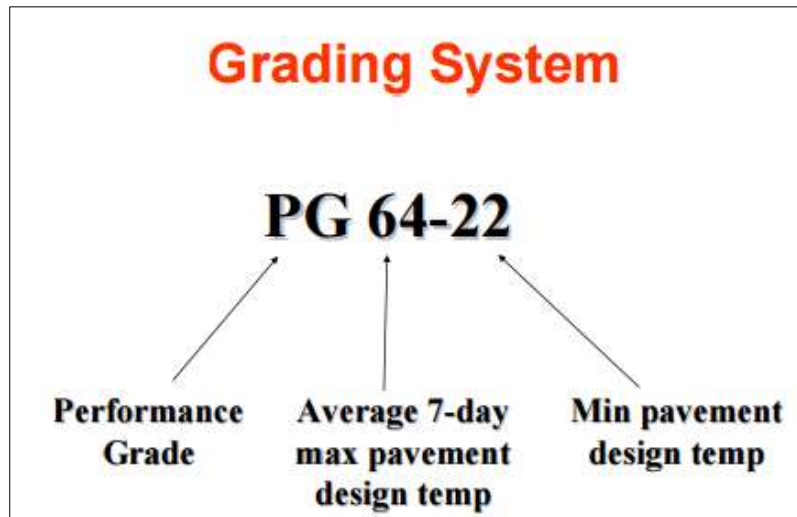 Grading System
PG 64-22
Performance
Grade
Average 7-day
max pavement
design temp
Min pavement
design temp